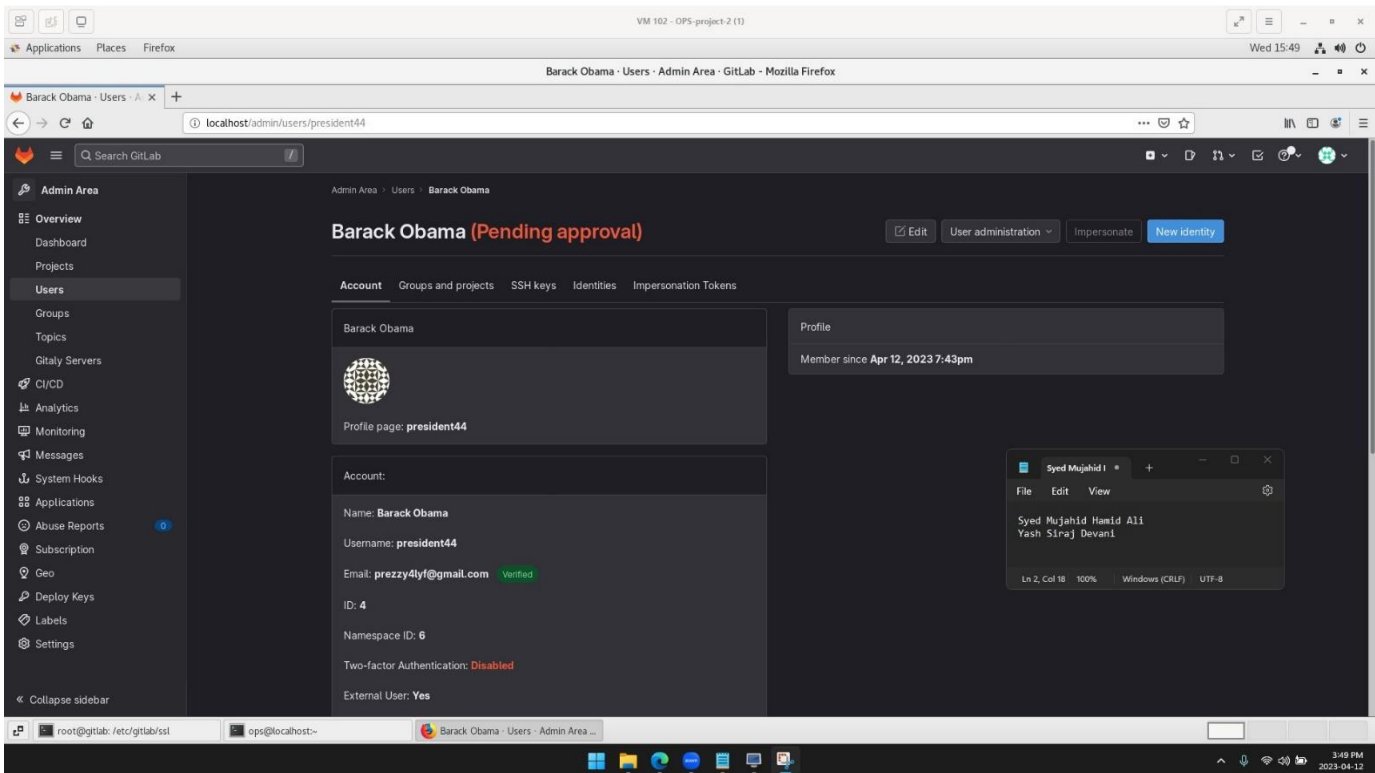 VM 102 - OPS-project-2 (1)
Applications Places Firefox
Wed 15:49
Barack Obama · Users · Admin Area · GitLab - Mozilla Firefox
Barack Obama · Users · A
localhost/admin/users/president44
Search GitLab /
Admin Area
Overview
Dashboard
Projects
Users
Groups
Topics
Gitaly Servers
CI/CD
Analytics
Monitoring
Messages
System Hooks
Applications
Abuse Reports 0
Subscription
Geo
Deploy Keys
Labels
Settings
Collapse sidebar
Admin Area > Users > Barack Obama
Barack Obama (Pending approval)
Edit User administration Impersonate New identity
Account Groups and projects SSH keys Identities Impersonation Tokens
Barack Obama
Profile page: president44
Account:
Name: Barack Obama
Username: president44
Email: prezzy4lyf@gmail.com Verified
ID: 4
Namespace ID: 6
Two-factor Authentication: Disabled
External User: Yes
Profile
Member since Apr 12, 2023 7:43pm
Syed Mujahid I
File Edit View
Syed Mujahid Hamid Ali
Yash Siraj Devani
Ln 2, Col 18 100% Windows (CRLF) UTF-8
root@gitlab: /etc/gitlab/ssl ops@localhost:~ Barack Obama · Users · Admin Area ...
3:49 PM
2023-04-12